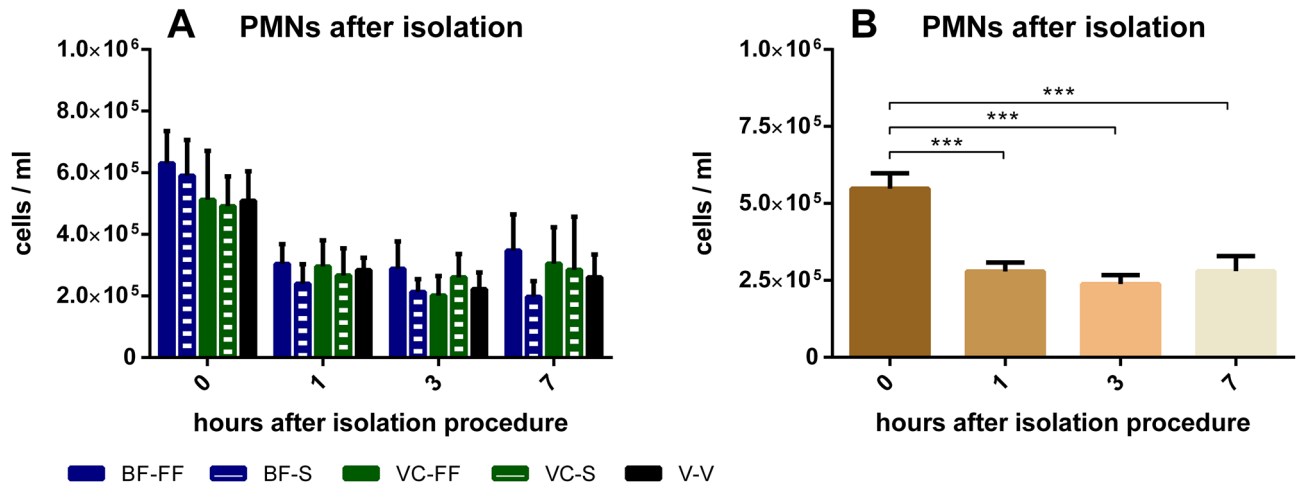 A PMNs after isolation
1.0×10⁶
8.0×10⁵
6.0×10⁵
4.0×10⁵
2.0×10⁵
0
cells / ml
0 1 3 7
hours after isolation procedure
BF-FF BF-S VC-FF VC-S V-V
B PMNs after isolation
1.0×10⁶
7.5×10⁵
5.0×10⁵
2.5×10⁵
0
cells / ml
***
***
***
0 1 3 7
hours after isolation procedure